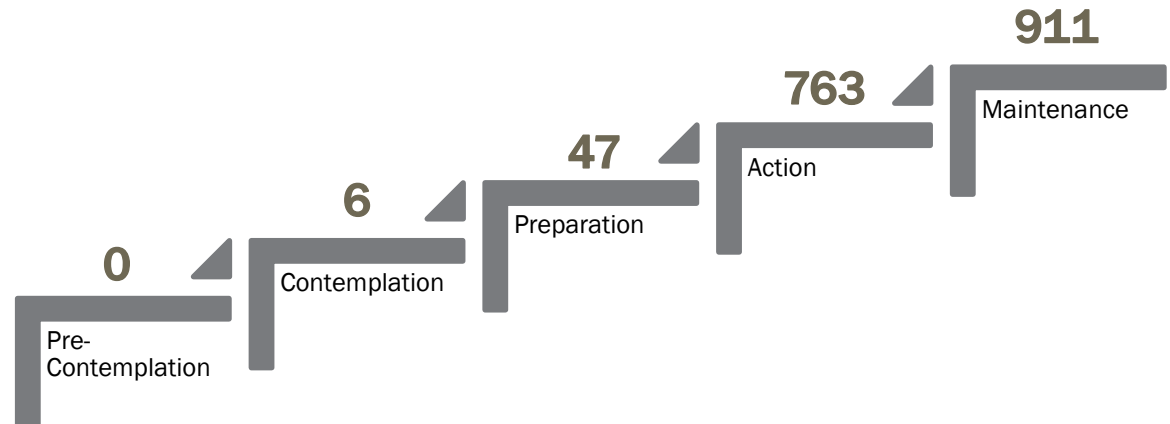 0
Pre-
Contemplation
6
Contemplation
47
Preparation
763
Action
911
Maintenance